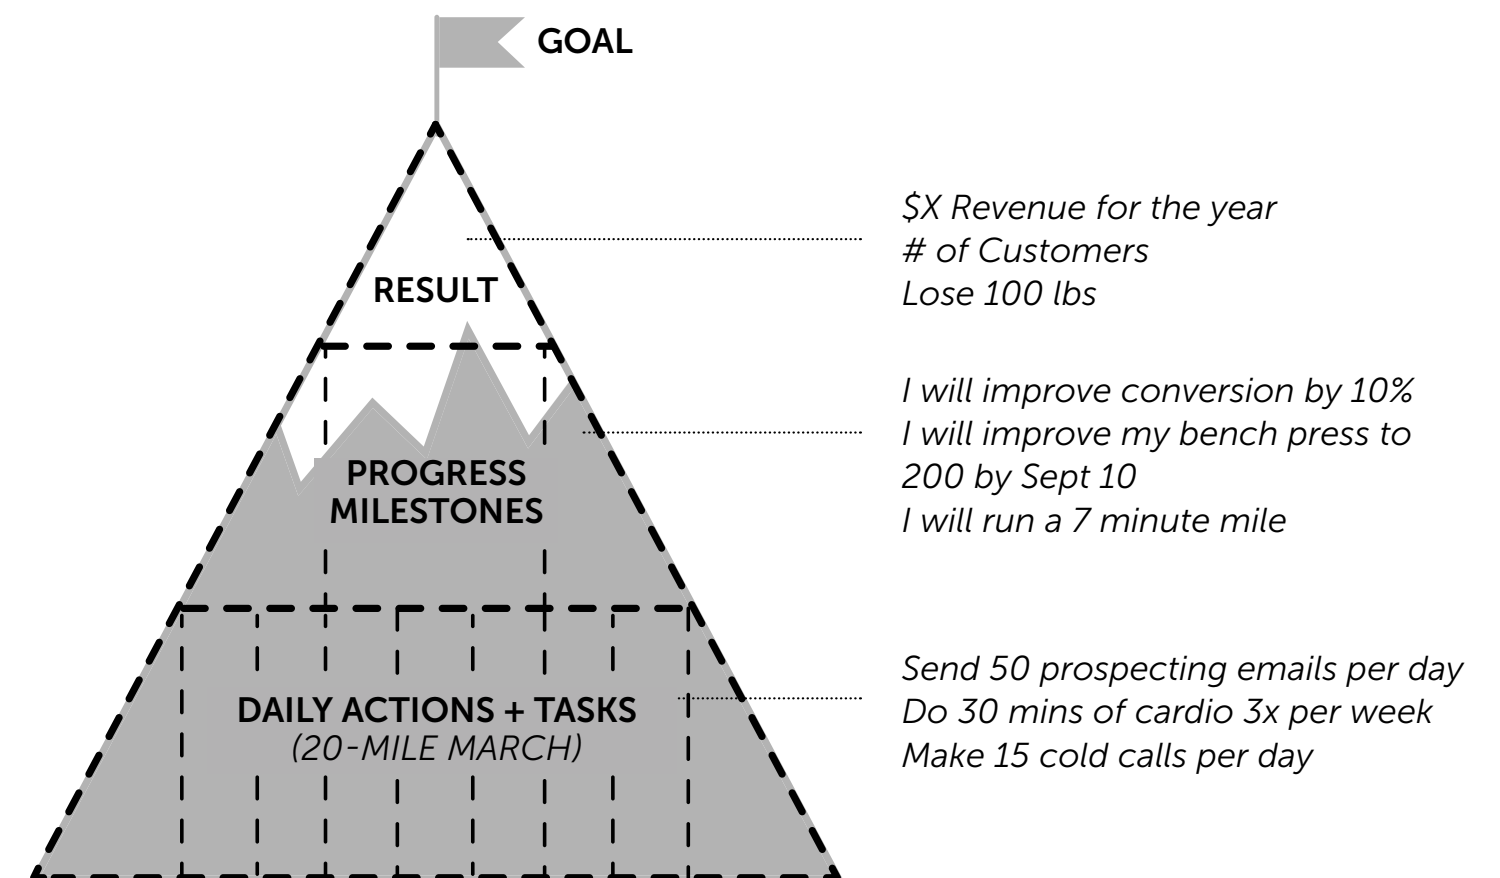 GOAL
$X Revenue for the year
# of Customers
Lose 100 lbs
RESULT
I will improve conversion by 10%
I will improve my bench press to
200 by Sept 10
I will run a 7 minute mile
PROGRESS
MILESTONES
Send 50 prospecting emails per day
Do 30 mins of cardio 3x per week
Make 15 cold calls per day
DAILY ACTIONS + TASKS
(20-MILE MARCH)